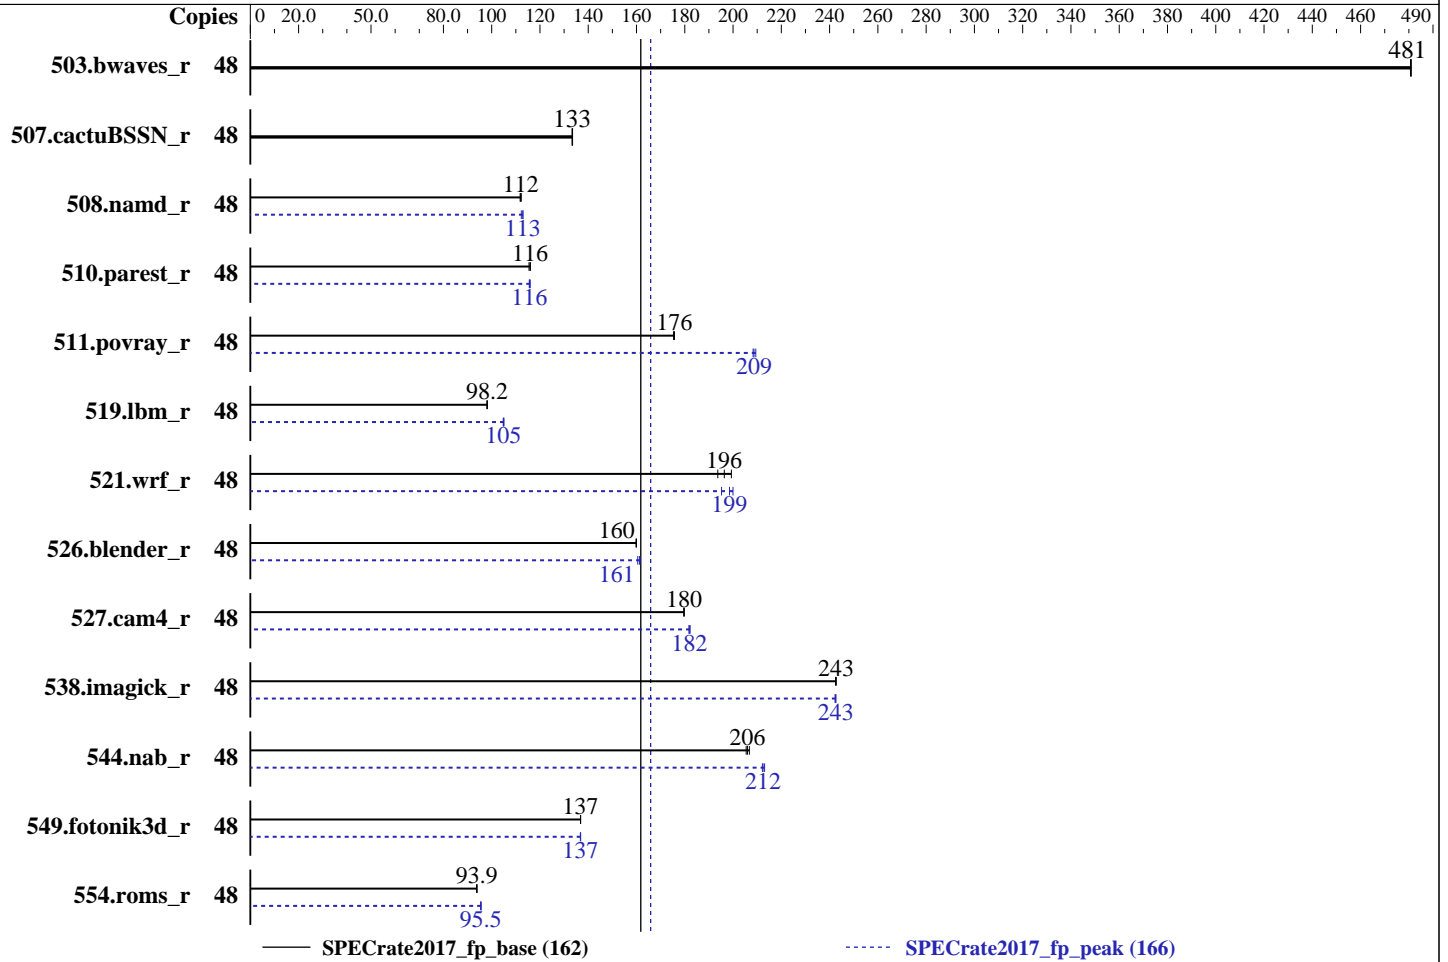 Copies 0 20.0 50.0 80.0 100 120 140 160 180 200 220 240 260 280 300 320 340 360 380 400 420 440 460 490
503.bwaves_r 48 481
507.cactuBSSN_r 48 133
508.namd_r 48 112
113
510.parest_r 48 116
116
511.povray_r 48 176
209
519.lbm_r 48 98.2
105
521.wrf_r 48 196
199
526.blender_r 48 160
161
527.cam4_r 48 180
182
538.imagick_r 48 243
243
544.nab_r 48 206
212
549.fotonik3d_r 48 137
137
554.roms_r 48 93.9
95.5
SPECrate2017_fp_base (162) SPECrate2017_fp_peak (166)